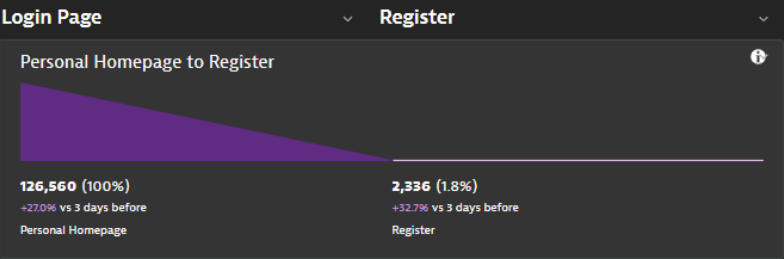 Login Page
Register
Personal Homepage to Register
126,560 (100%)
2,336 (1.8%)
+27.0% vs 3 days before
+32.7% vs 3 days before
Personal Homepage
Register